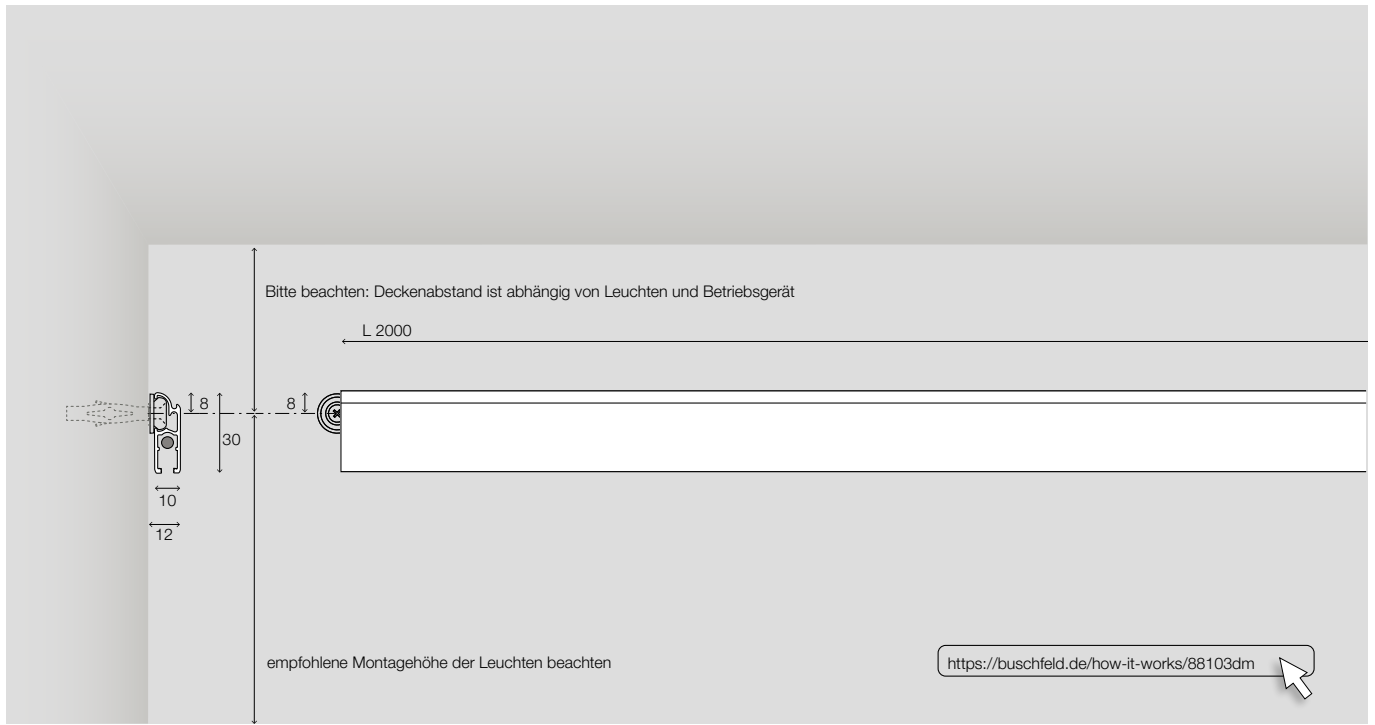 Bitte beachten: Deckenabstand ist abhängig von Leuchten und Betriebsgerät
L 2000
8
8
30
10
12
empfohlene Montagehöhe der Leuchten beachten
https://buschfeld.de/how-it-works/88103dm